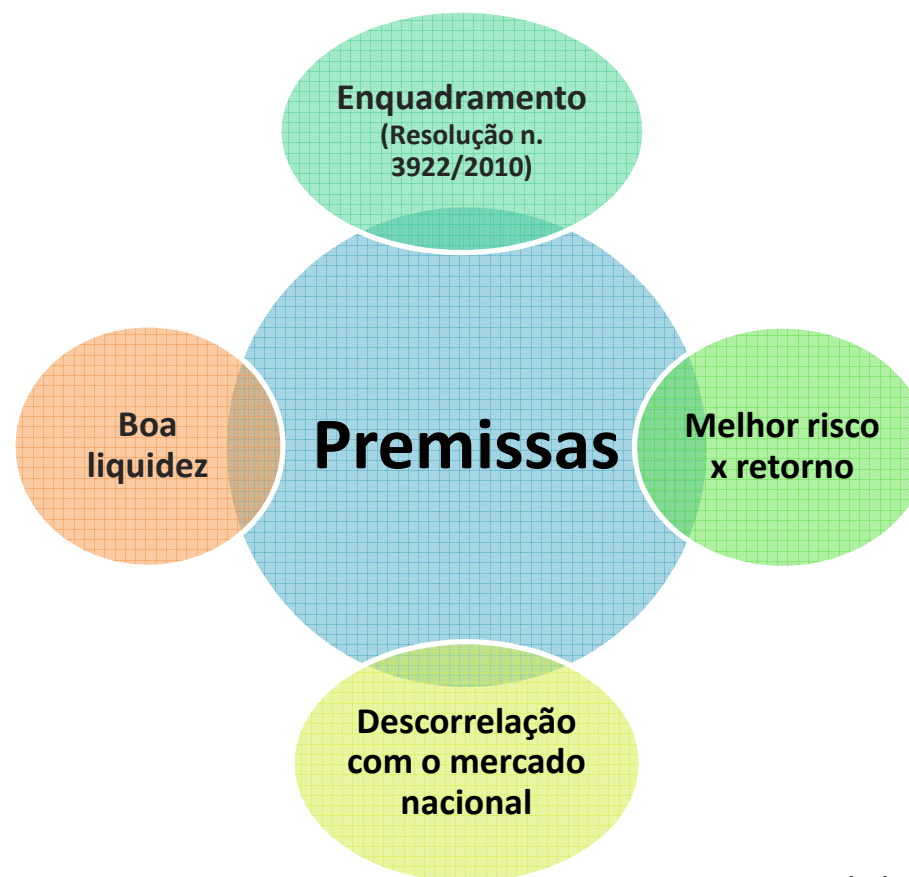 Enquadramento
(Resolução n.
3922/2010)
Boa
liquidez
Premissas
Melhor risco
x retorno
Descorrelação
com o mercado
nacional